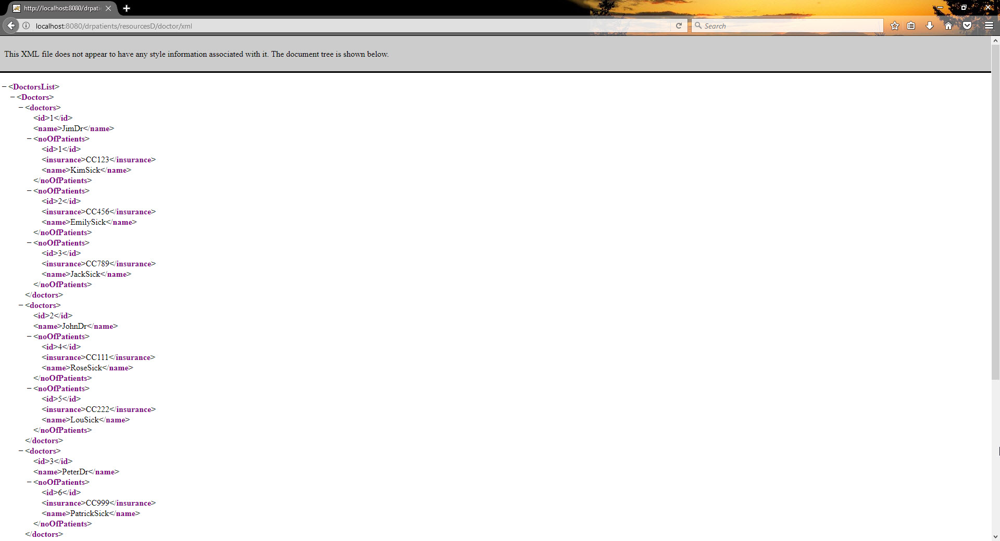 http://localhost:8080/drpatie
localhost:8080/drpatients/resourcesD/doctor/xml
Search
This XML file does not appear to have any style information associated with it. The document tree is shown below.
− <DoctorsList>
− <Doctors>
− <doctors>
<id>1</id>
<name>JimDr</name>
− <noOfPatients>
<id>1</id>
<insurance>CC123</insurance>
<name>KimSick</name>
</noOfPatients>
− <noOfPatients>
<id>2</id>
<insurance>CC456</insurance>
<name>EmilySick</name>
</noOfPatients>
− <noOfPatients>
<id>3</id>
<insurance>CC789</insurance>
<name>JackSick</name>
</noOfPatients>
</doctors>
− <doctors>
<id>2</id>
<name>JohnDr</name>
− <noOfPatients>
<id>4</id>
<insurance>CC111</insurance>
<name>RoseSick</name>
</noOfPatients>
− <noOfPatients>
<id>5</id>
<insurance>CC222</insurance>
<name>LouSick</name>
</noOfPatients>
</doctors>
− <doctors>
<id>3</id>
<name>PeterDr</name>
− <noOfPatients>
<id>6</id>
<insurance>CC999</insurance>
<name>PatrickSick</name>
</noOfPatients>
</doctors>